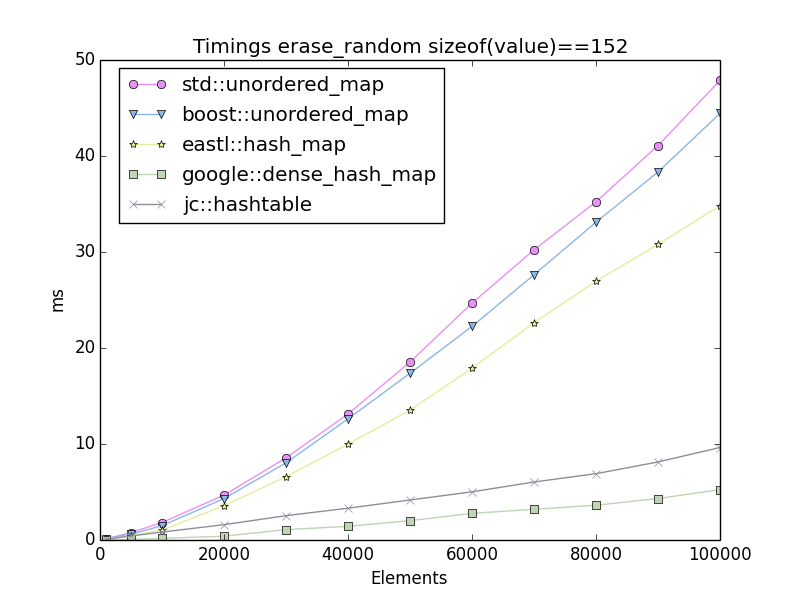 Timings erase_random sizeof(value)==152
50
40
30
20
10
0
ms
std::unordered_map
boost::unordered_map
eastl::hash_map
google::dense_hash_map
jc::hashtable
0 20000 40000 60000 80000 100000
Elements